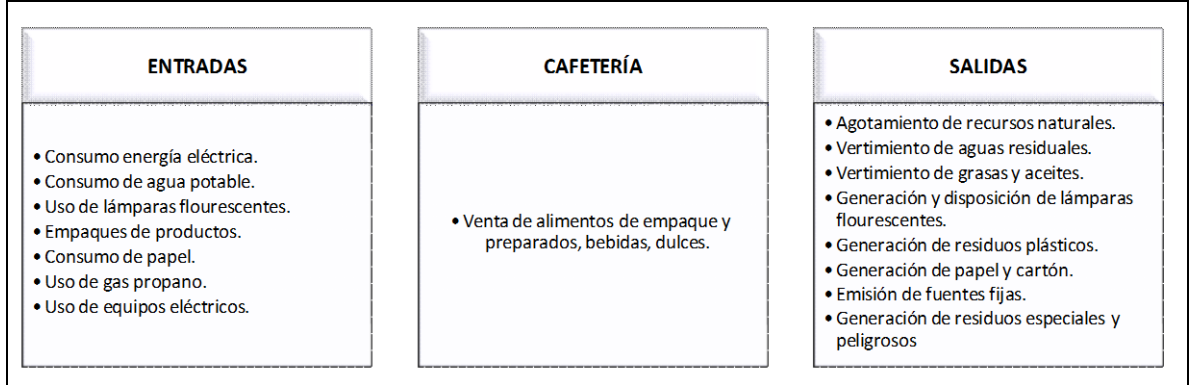 ENTRADAS
• Consumo energía eléctrica.
• Consumo de agua potable.
• Uso de lámparas flourescentes.
• Empaques de productos.
• Consumo de papel.
• Uso de gas propano.
• Uso de equipos eléctricos.
CAFETERÍA
• Venta de alimentos de empaque y
preparados, bebidas, dulces.
SALIDAS
• Agotamiento de recursos naturales.
• Vertimiento de aguas residuales.
• Vertimiento de grasas y aceites.
• Generación y disposición de lámparas
flourescentes.
• Generación de residuos plásticos.
• Generación de papel y cartón.
• Emisión de fuentes fijas.
• Generación de residuos especiales y
peligrosos